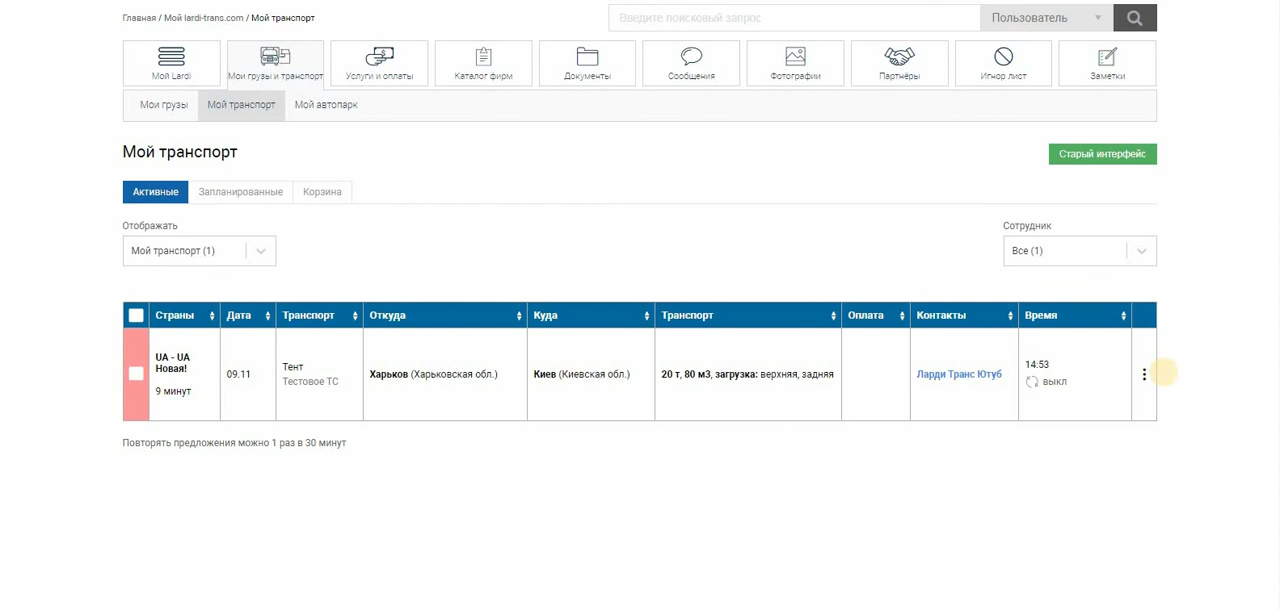 Главная / Мой lardi-trans.com / Мой транспорт
Введите поисковый запрос
Пользователь
Мой Lardi
Мои грузы и транспорт
Услуги и оплаты
Каталог фирм
Документы
Сообщения
Фотографии
Партнёры
Игнор лист
Заметки
Мои грузы
Мой транспорт
Мой автопарк
Мой транспорт
Старый интерфейс
Активные
Запланированные
Корзина
Отображать
Сотрудник
Мой транспорт (1)
Все (1)
Страны
Дата
Транспорт
Откуда
Куда
Транспорт
Оплата
Контакты
Время
UA - UA
Новая!
9 минут
09.11
Тент
Тестовое ТС
Харьков (Харьковская обл.)
Киев (Киевская обл.)
20 т, 80 м3, загрузка: верхняя, задняя
Ларди Транс Ютуб
14:53
выкл
Повторять предложения можно 1 раз в 30 минут